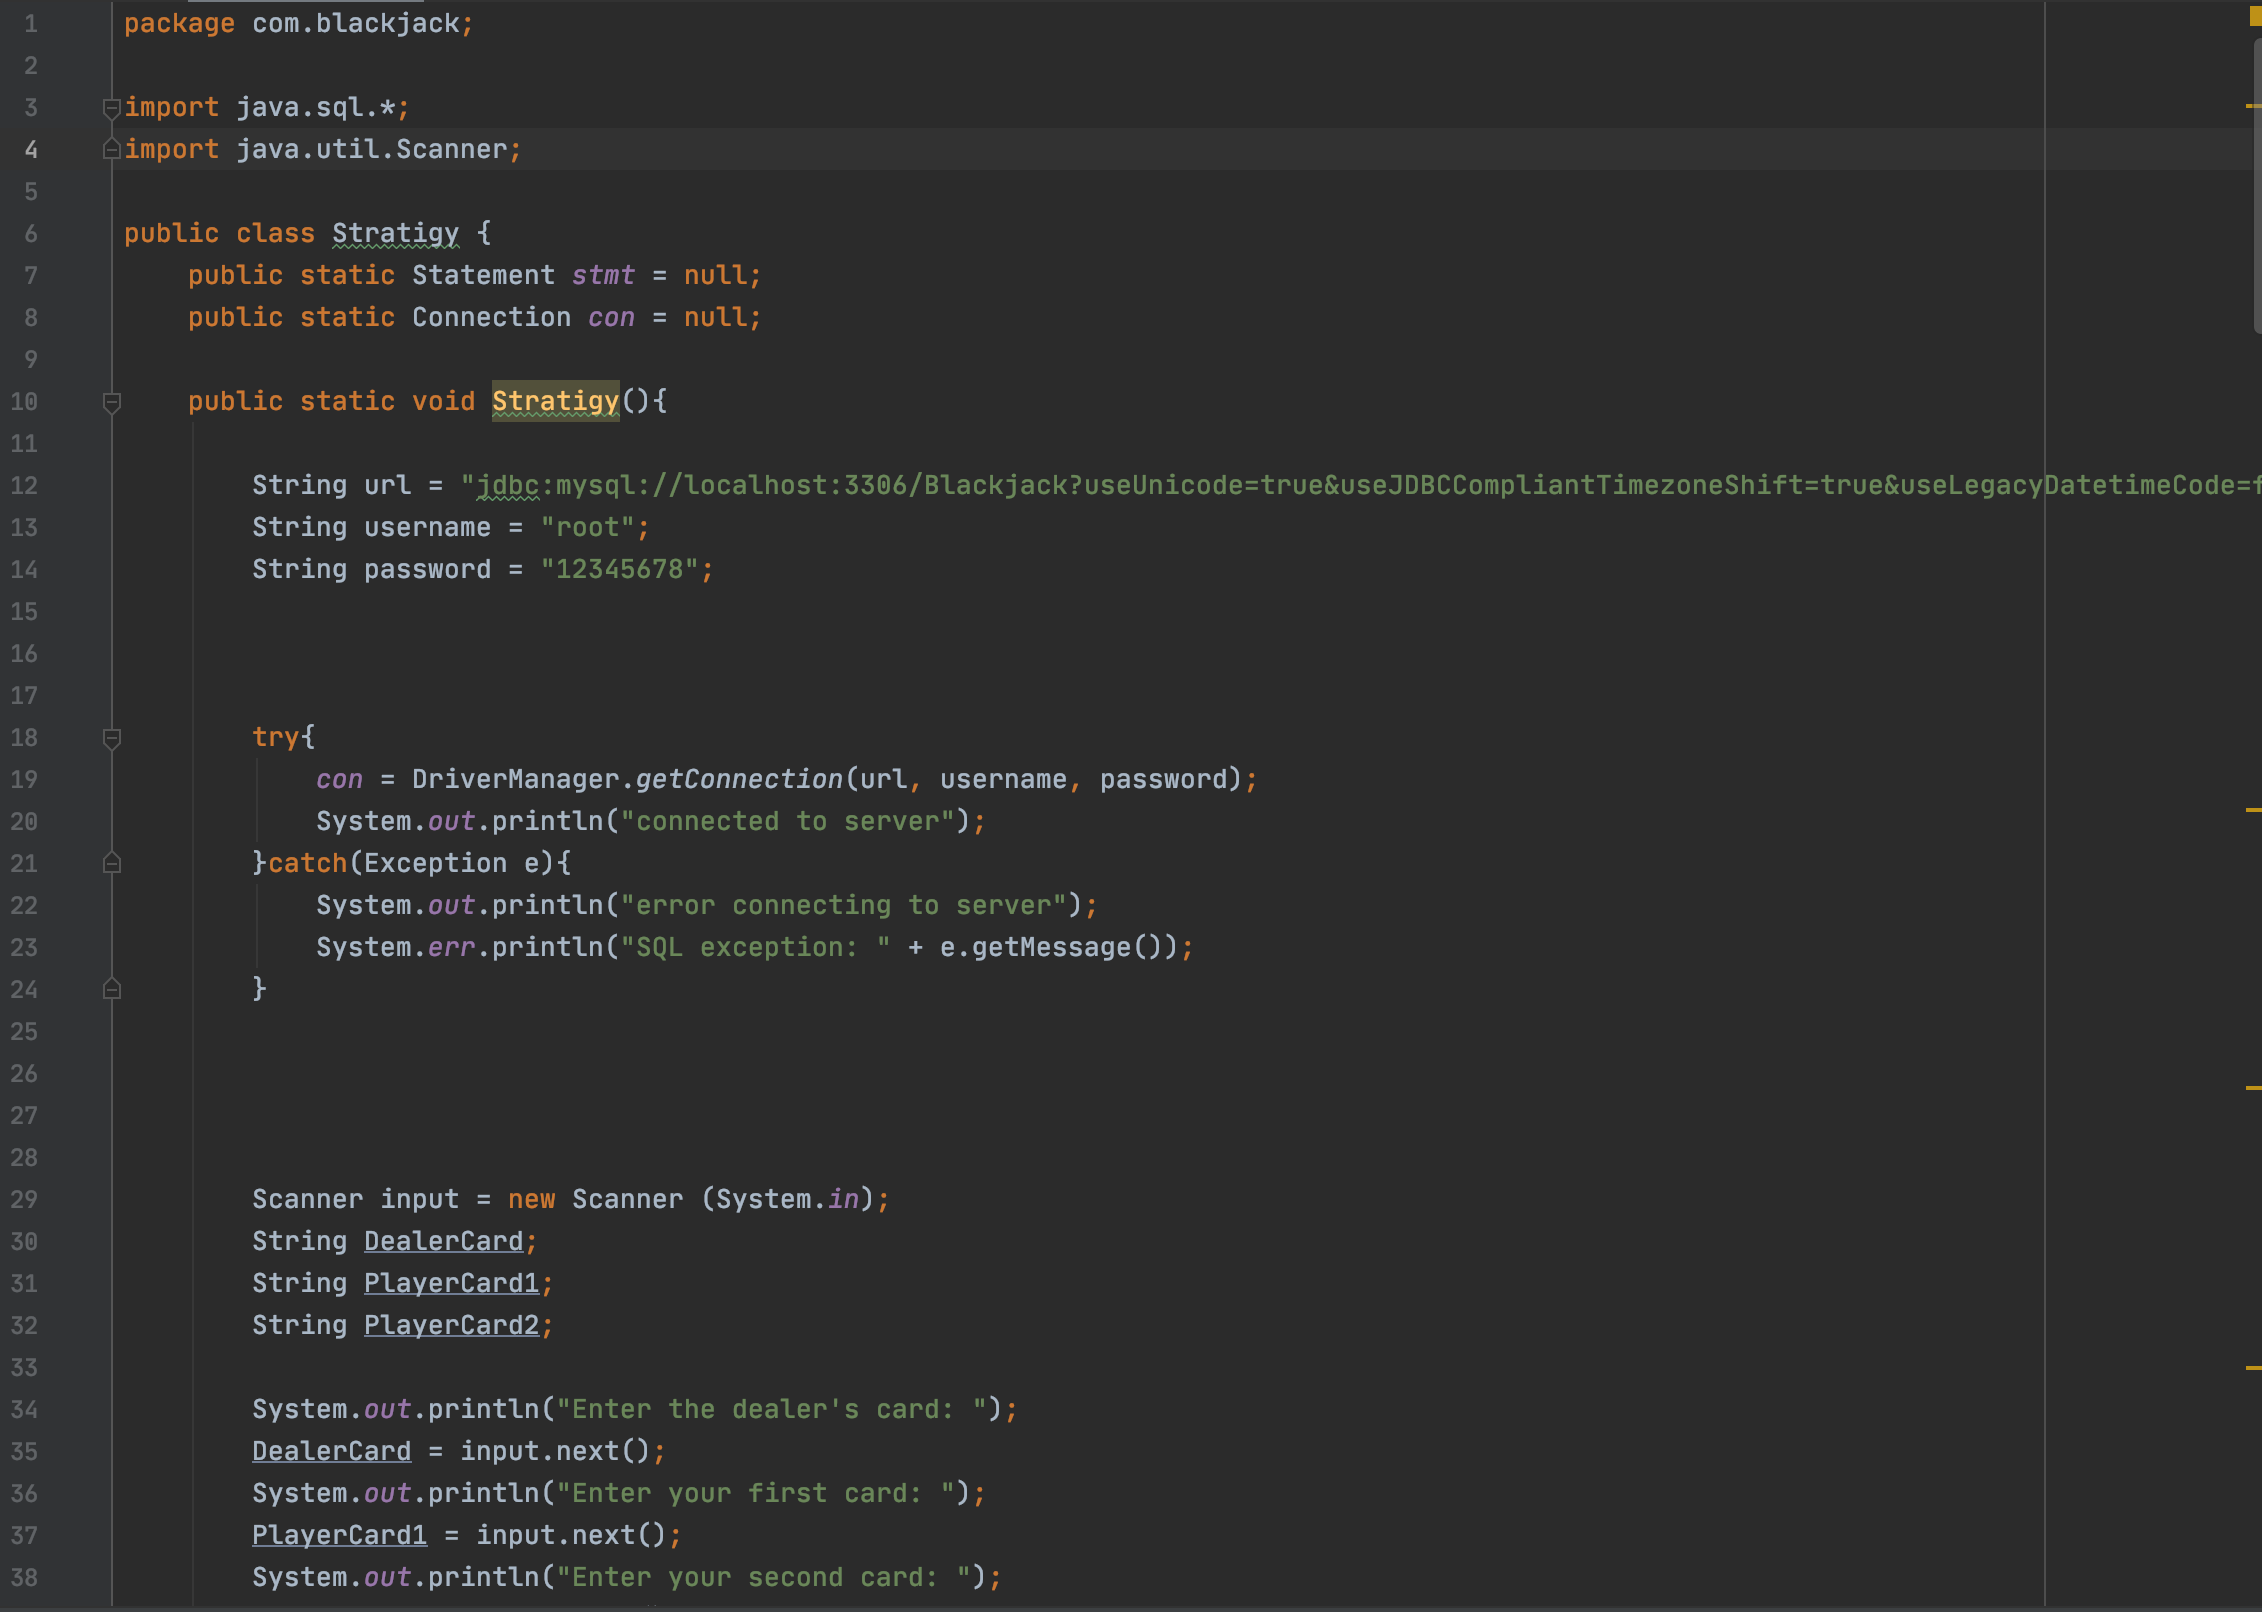 1 package com.blackjack;
2
3 import java.sql.*;
4 import java.util.Scanner;
5
6 public class Stratigy {
7 public static Statement stmt = null;
8 public static Connection con = null;
9
10 public static void Stratigy(){
11
12 String url = "jdbc:mysql://localhost:3306/Blackjack?useUnicode=true&useJDBCCompliantTimezoneShift=true&useLegacyDatetimeCode=f
13 String username = "root";
14 String password = "12345678";
15
16
17
18 try{
19 con = DriverManager.getConnection(url, username, password);
20 System.out.println("connected to server");
21 }catch(Exception e){
22 System.out.println("error connecting to server");
23 System.err.println("SQL exception: " + e.getMessage());
24 }
25
26
27
28
29 Scanner input = new Scanner (System.in);
30 String DealerCard;
31 String PlayerCard1;
32 String PlayerCard2;
33
34 System.out.println("Enter the dealer's card: ");
35 DealerCard = input.next();
36 System.out.println("Enter your first card: ");
37 PlayerCard1 = input.next();
38 System.out.println("Enter your second card: ");